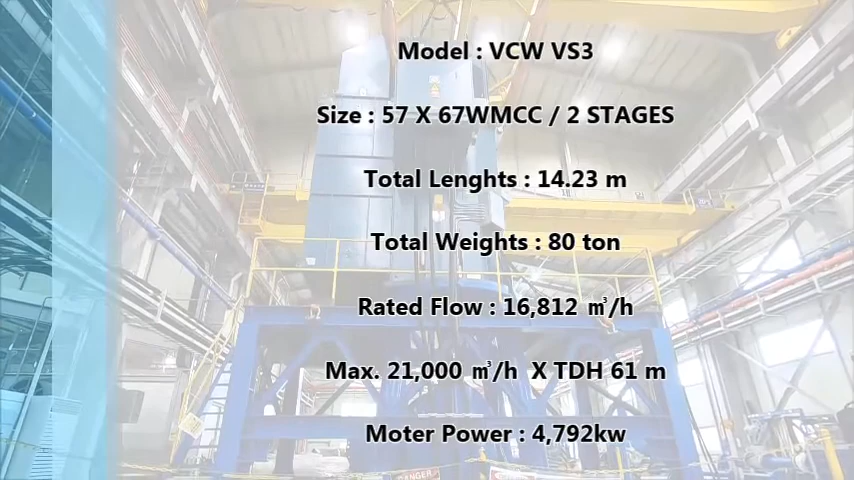 Model : VCW VS3
Size : 57 X 67WMCC / 2 STAGES
Total Lenghts : 14.23 m
Total Weights : 80 ton
Rated Flow : 16,812 ㎥/h
Max. 21,000 ㎥/h X TDH 61 m
Moter Power : 4,792kw
DANGER